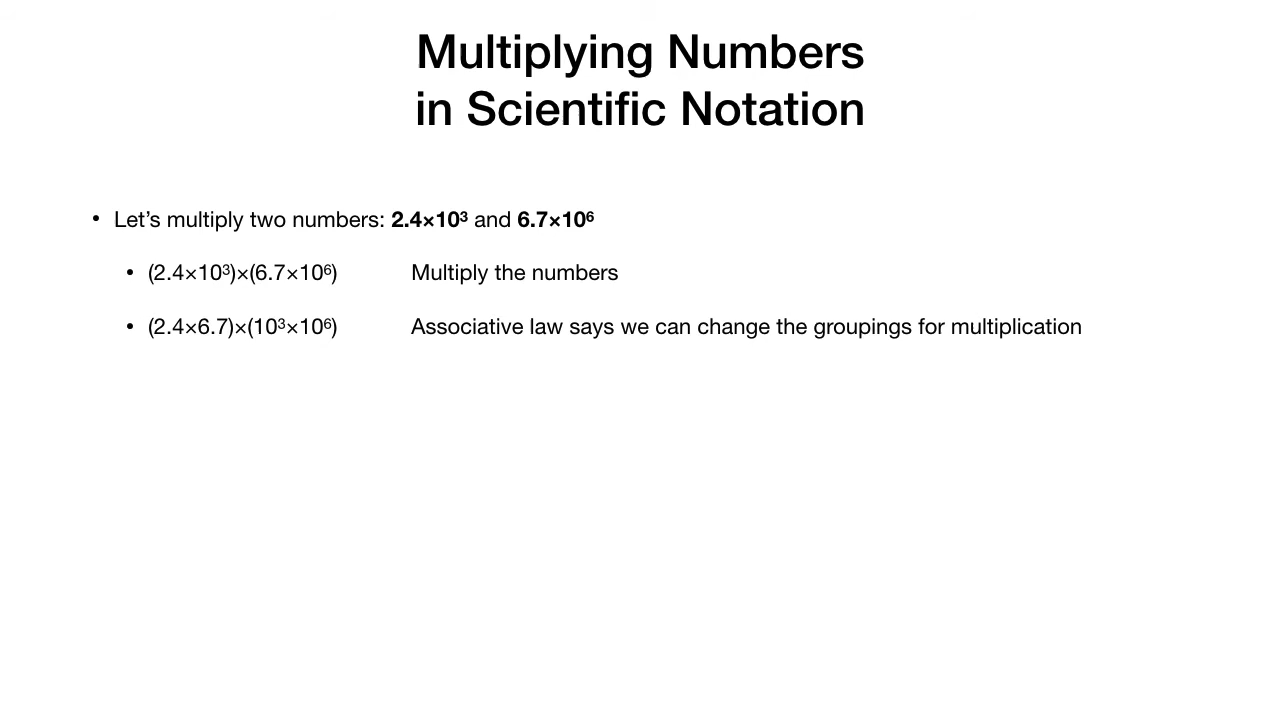 Multiplying Numbers
in Scientific Notation
• Let’s multiply two numbers: 2.4×10³ and 6.7×10⁶
• (2.4×10³)×(6.7×10⁶) Multiply the numbers
• (2.4×6.7)×(10³×10⁶) Associative law says we can change the groupings for multiplication